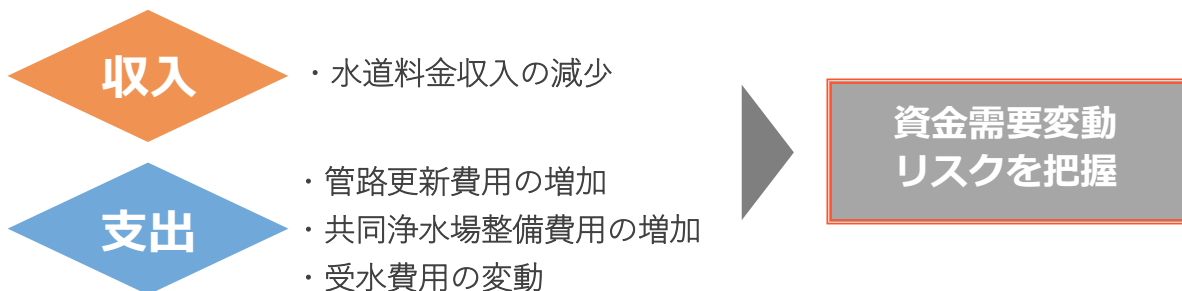 収入
・水道料金収入の減少
支出
・管路更新費用の増加
・共同浄水場整備費用の増加
・受水費用の変動
資金需要変動
リスクを把握